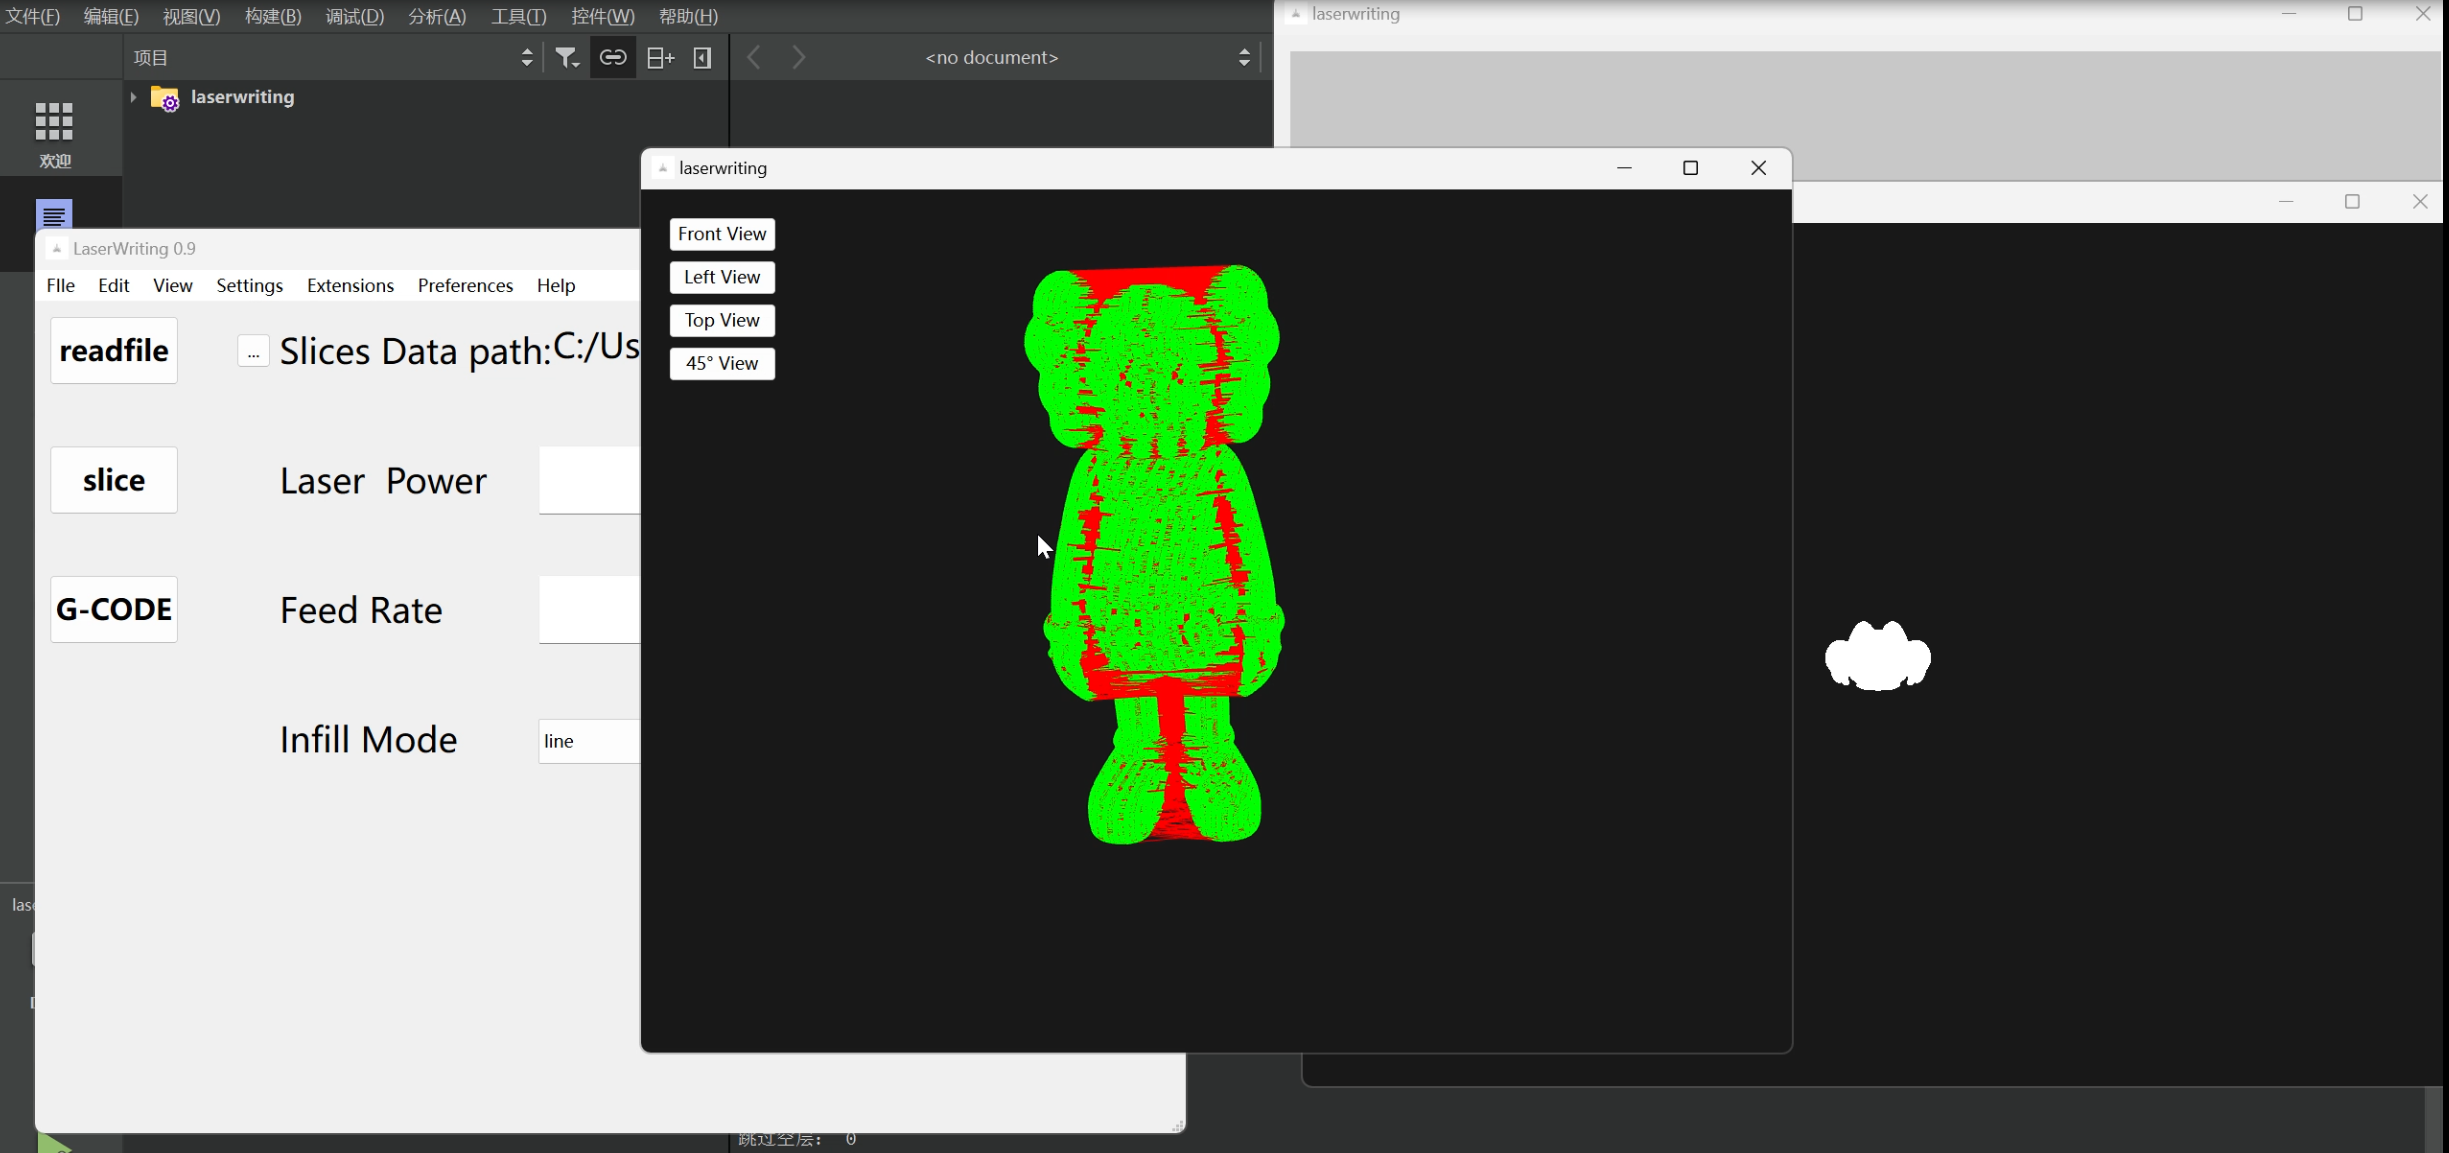 文件(F) 编辑(E) 视图(V) 构建(B) 调试(D) 分析(A) 工具(T) 控件(W) 帮助(H)
laserwriting
项目
<no document>
laserwriting
欢迎
laserwriting
Front View
Left View
Top View
45° View
LaserWriting 0.9
FIle Edit View Settings Extensions Preferences Help
readfile
... Slices Data path:C:/Us
slice
Laser Power
G-CODE
Feed Rate
Infill Mode
line
las
跳过空层： 0